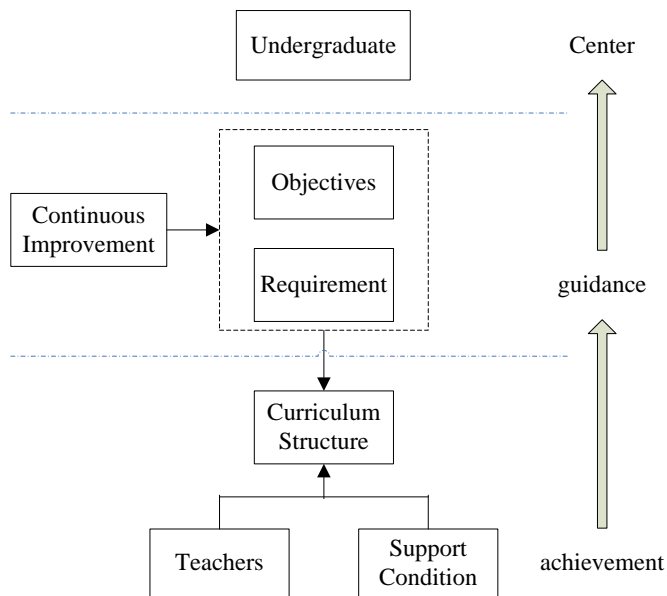 Undergraduate
Center
Objectives
Continuous
Improvement
Requirement
guidance
Curriculum
Structure
Teachers
Support
Condition
achievement